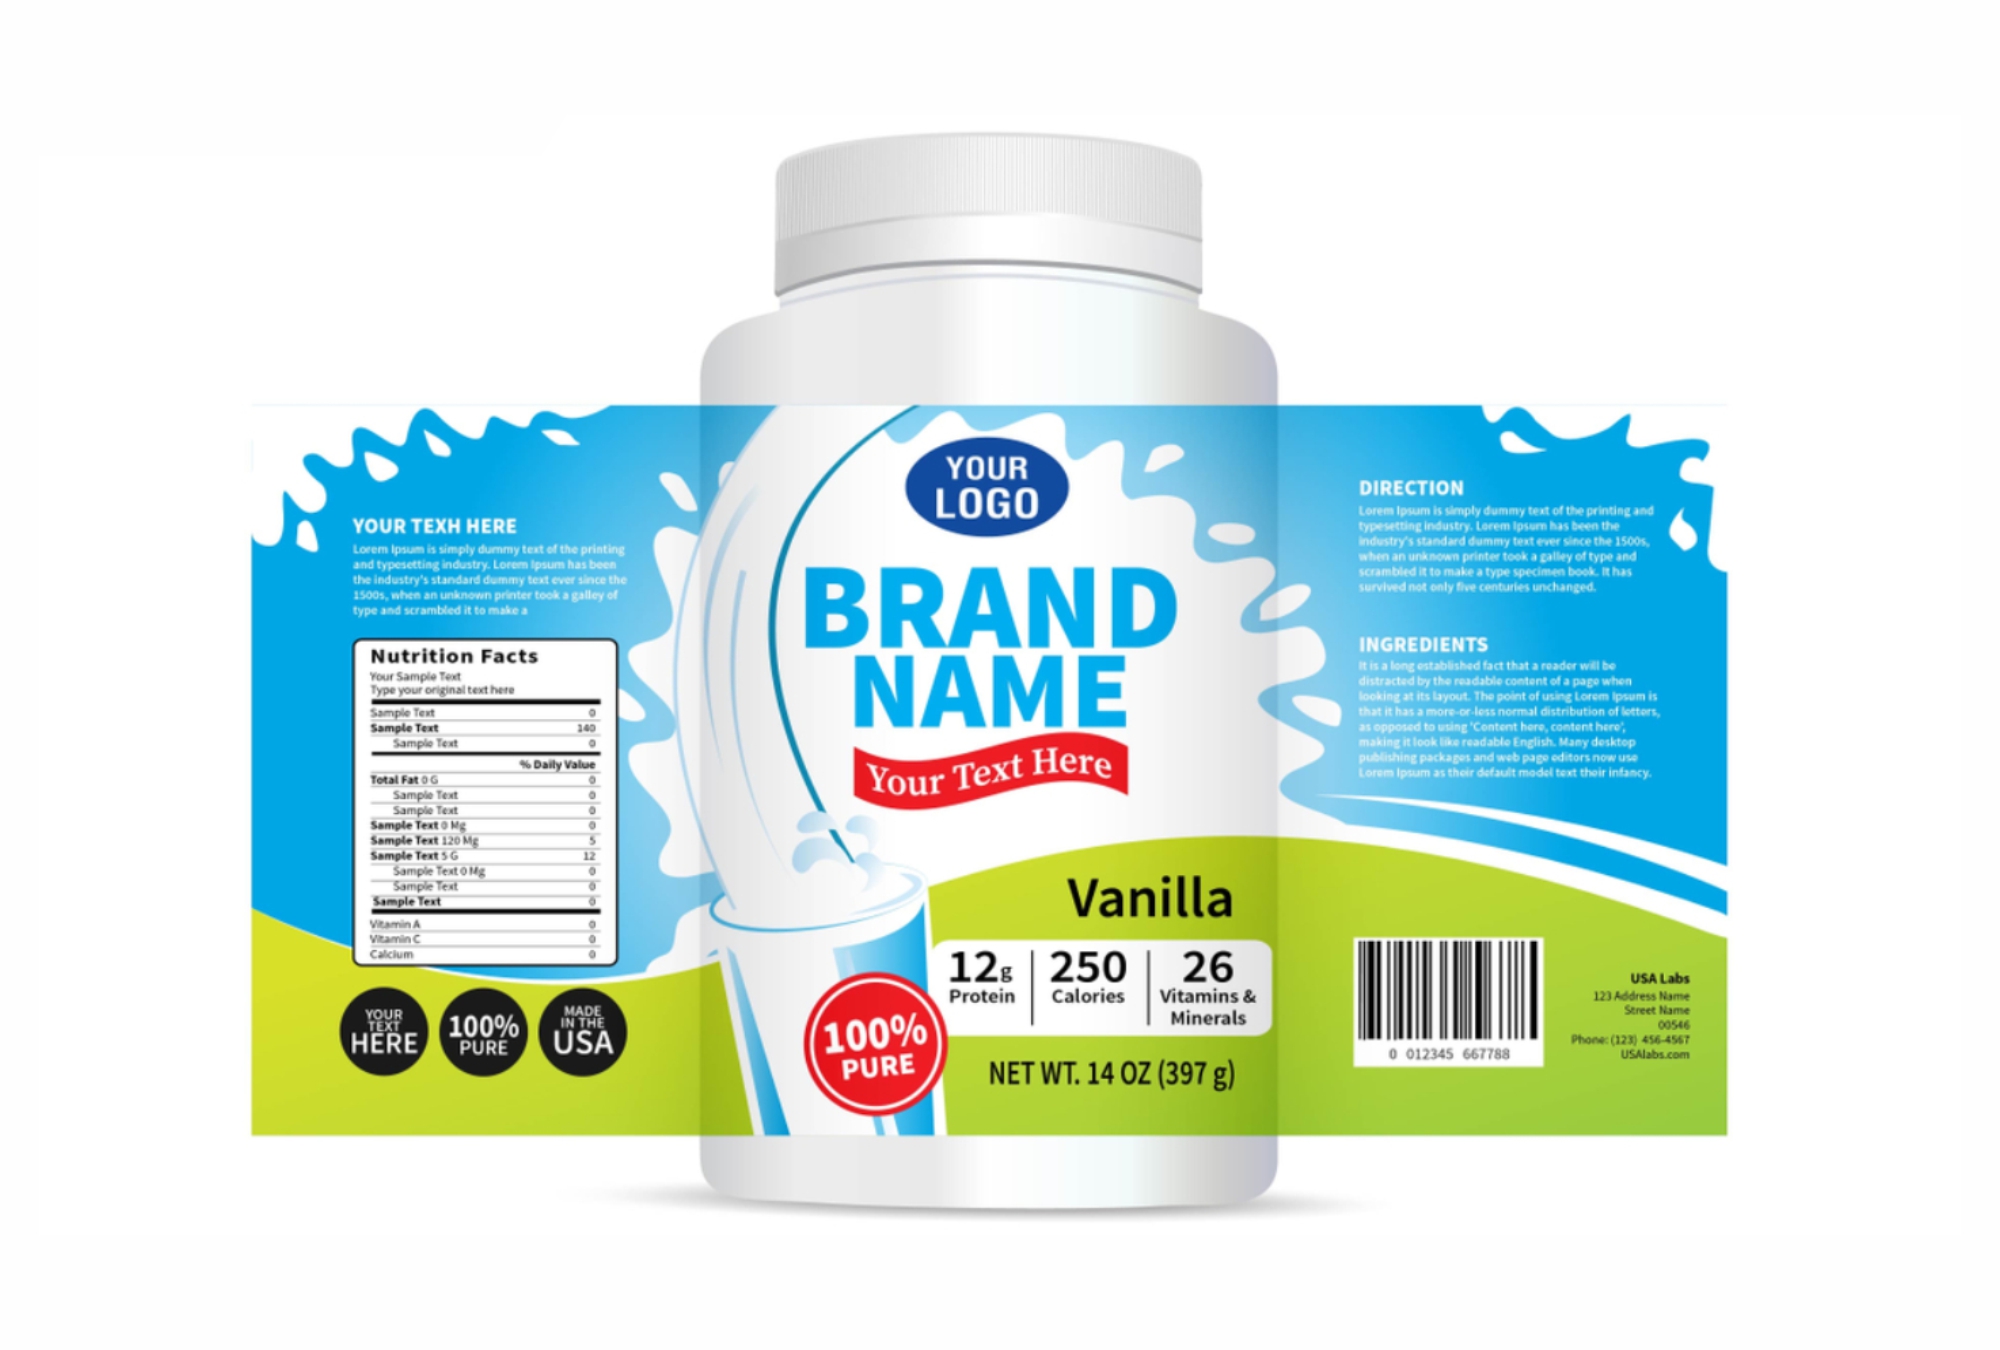 YOUR TEXH HERE
Lorem Ipsum is simply dummy text of the printing
and typesetting industry. Lorem Ipsum has been
the industry's standard dummy text ever since the
1500s, when an unknown printer took a galley of
type and scrambled it to make a
Nutrition Facts
Your Sample Text
Type your original text here
Sample Text 0
Sample Text 140
Sample Text 0
% Daily Value
Total Fat 0 G 0
Sample Text 0
Sample Text 0
Sample Text 0 Mg 0
Sample Text 120 Mg 5
Sample Text 5 G 12
Sample Text 0 Mg 0
Sample Text 0
Sample Text 0
Vitamin A 0
Vitamin C 0
Calcium 0
YOUR
TEXT
HERE
100%
PURE
MADE
IN THE
USA
YOUR
LOGO
BRAND
NAME
Your Text Here
Vanilla
12g
Protein
250
Calories
26
Vitamins &
Minerals
100%
PURE
NET WT. 14 OZ (397 g)
DIRECTION
Lorem Ipsum is simply dummy text of the printing and
typesetting industry. Lorem Ipsum has been the
industry's standard dummy text ever since the 1500s,
when an unknown printer took a galley of type and
scrambled it to make a type specimen book. It has
survived not only five centuries unchanged.
INGREDIENTS
It is a long established fact that a reader will be
distracted by the readable content of a page when
looking at its layout. The point of using Lorem Ipsum is
that it has a more-or-less normal distribution of letters,
as opposed to using 'Content here, content here',
making it look like readable English. Many desktop
publishing packages and web page editors now use
Lorem Ipsum as their default model text their infancy.
0 012345 667788
USA Labs
123 Address Name
Street Name
00546
Phone: (123) 456-4567
USAlabs.com